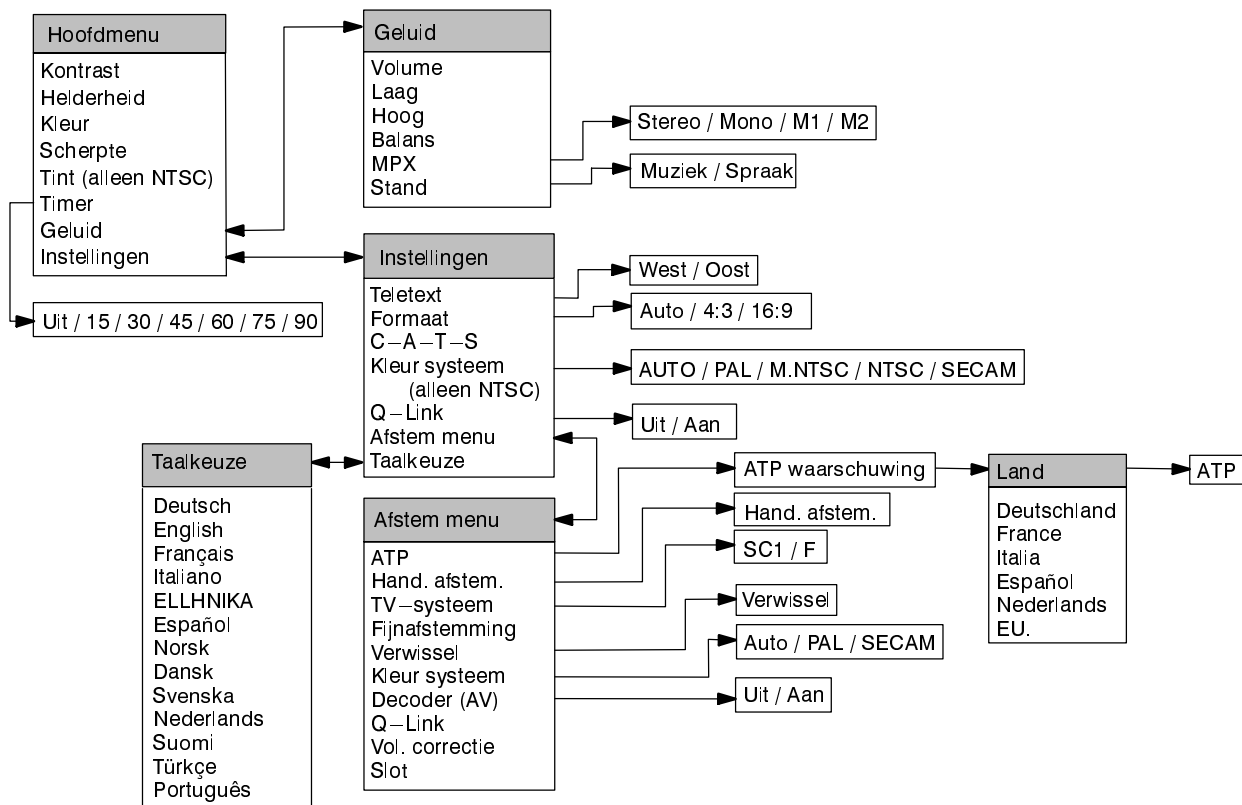 Hoofdmenu
Kontrast
Helderheid
Kleur
Scherpte
Tint (alleen NTSC)
Timer
Geluid
Instellingen
Uit / 15 / 30 / 45 / 60 / 75 / 90
Geluid
Volume
Laag
Hoog
Balans
MPX
Stand
Stereo / Mono / M1 / M2
Muziek / Spraak
Instellingen
Teletext
Formaat
C–A–T–S
Kleur systeem
(alleen NTSC)
Q–Link
Afstem menu
Taalkeuze
West / Oost
Auto / 4:3 / 16:9
AUTO / PAL / M.NTSC / NTSC / SECAM
Uit / Aan
Taalkeuze
Deutsch
English
Français
Italiano
ELLHNIKA
Español
Norsk
Dansk
Svenska
Nederlands
Suomi
Türkçe
Português
Afstem menu
ATP
Hand. afstem.
TV–systeem
Fijnafstemming
Verwissel
Kleur systeem
Decoder (AV)
Q–Link
Vol. correctie
Slot
ATP waarschuwing
Hand. afstem.
SC1 / F
Verwissel
Auto / PAL / SECAM
Uit / Aan
Land
Deutschland
France
Italia
Español
Nederlands
EU.
ATP